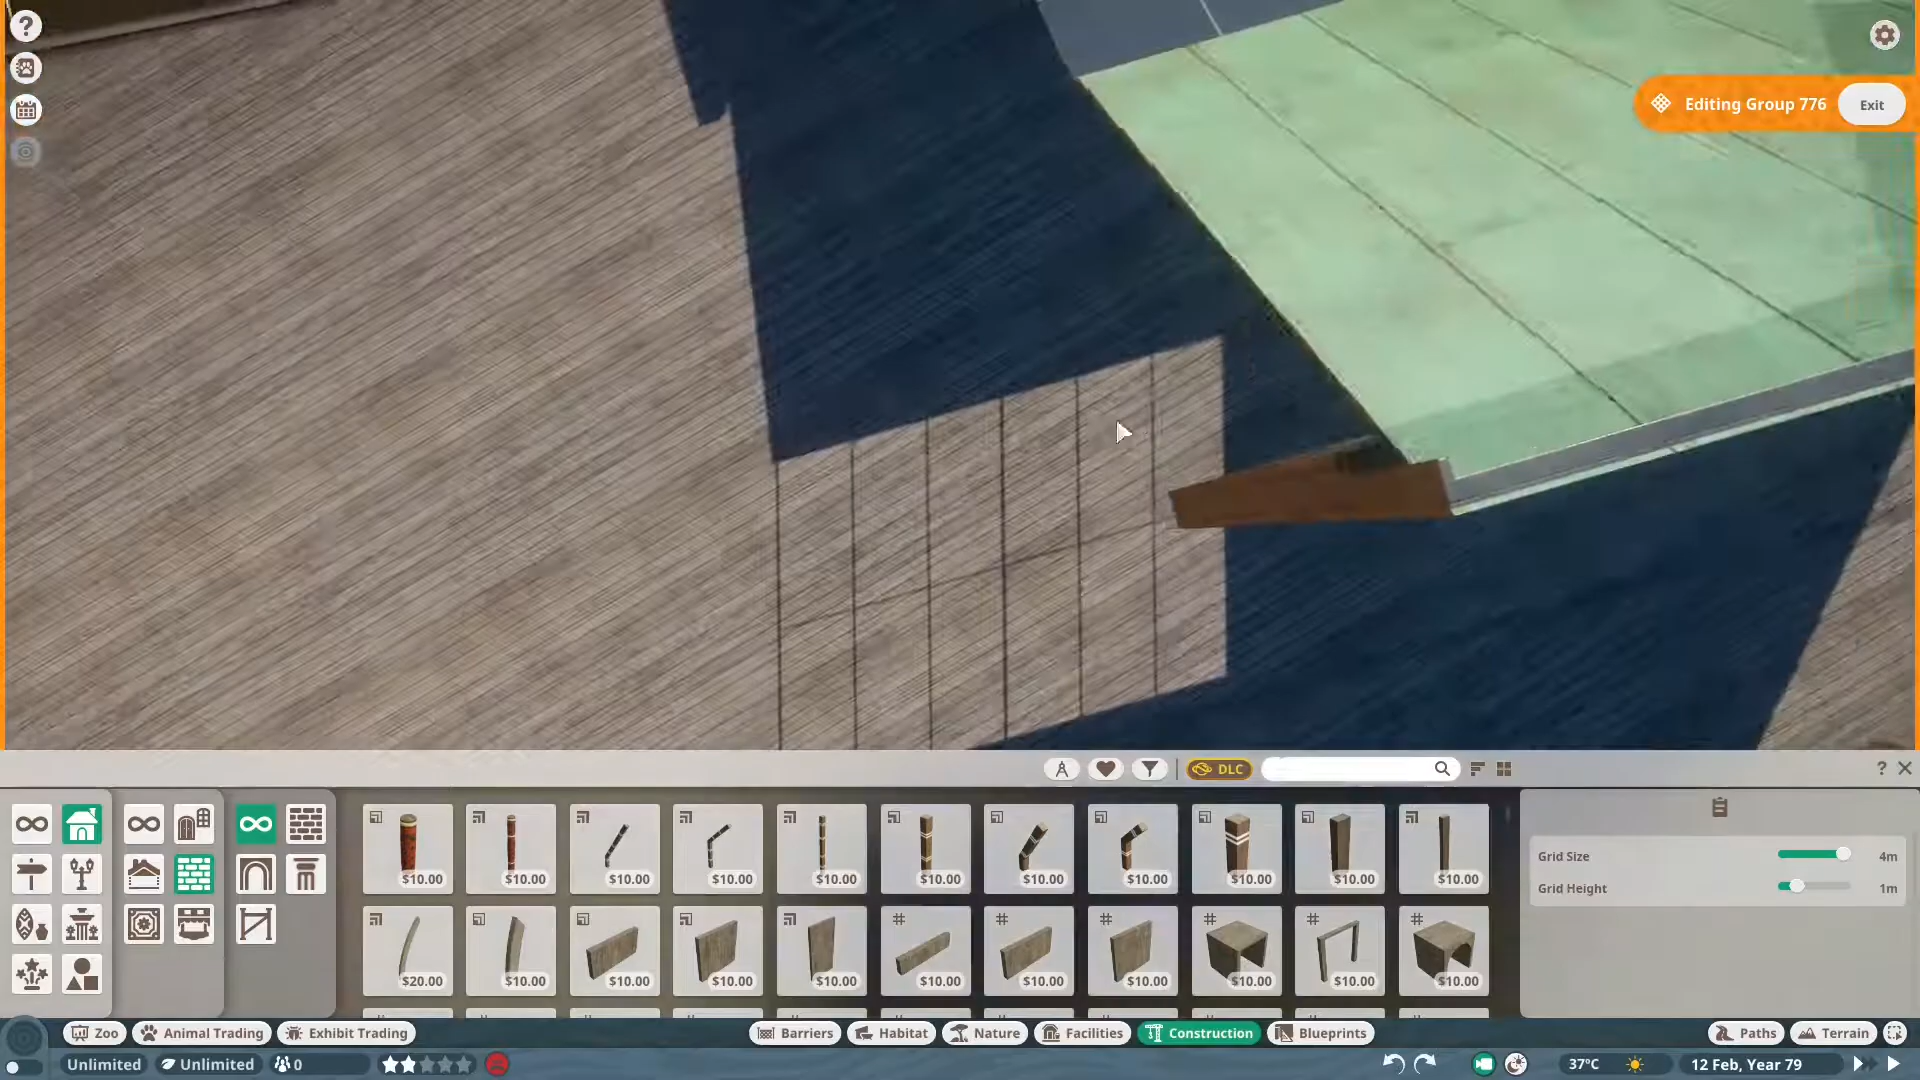 ?
Editing Group 776 Exit
DLC
?
$10.00 $10.00 $10.00 $10.00 $10.00 $10.00 $10.00 $10.00 $10.00 $10.00 $10.00
Grid Size 4m
Grid Height 1m
$20.00 $10.00 $10.00 $10.00 $10.00 $10.00 $10.00 $10.00 $10.00 $10.00 $10.00
Zoo Animal Trading Exhibit Trading Barriers Habitat Nature Facilities Construction Blueprints Paths Terrain
Unlimited Unlimited 0 37°C 12 Feb, Year 79